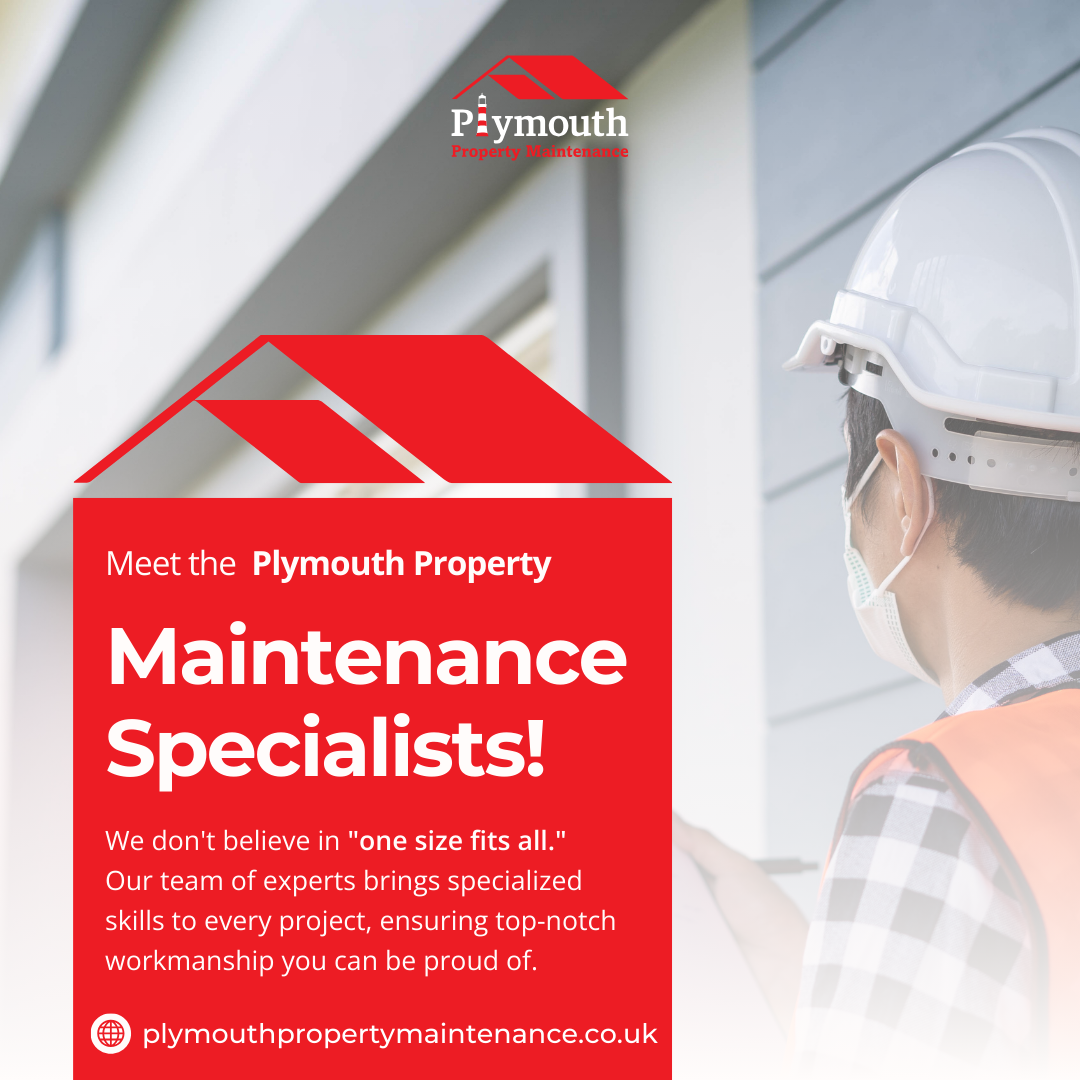 Plymouth
Property Maintenance
Meet the Plymouth Property
Maintenance
Specialists!
We don't believe in "one size fits all."
Our team of experts brings specialized
skills to every project, ensuring top-notch
workmanship you can be proud of.
plymouthpropertymaintenance.co.uk